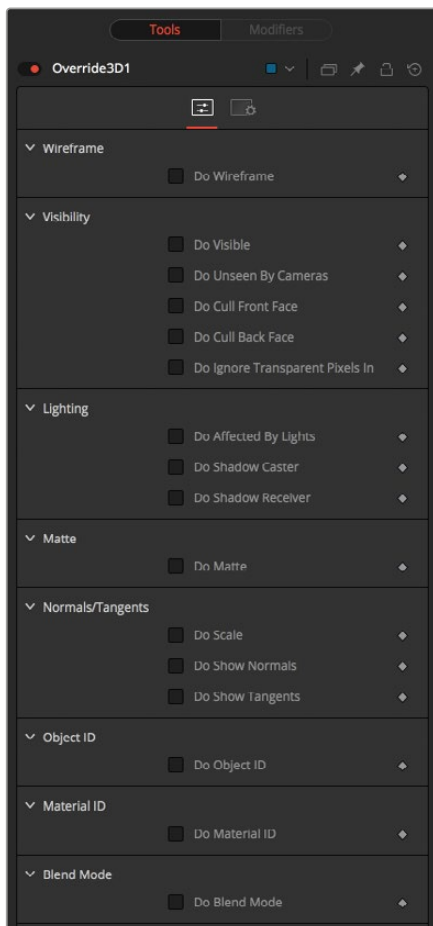 Tools
Modifiers
Override3D1
Wireframe
Do Wireframe
Visibility
Do Visible
Do Unseen By Cameras
Do Cull Front Face
Do Cull Back Face
Do Ignore Transparent Pixels In
Lighting
Do Affected By Lights
Do Shadow Caster
Do Shadow Receiver
Matte
Do Matte
Normals/Tangents
Do Scale
Do Show Normals
Do Show Tangents
Object ID
Do Object ID
Material ID
Do Material ID
Blend Mode
Do Blend Mode